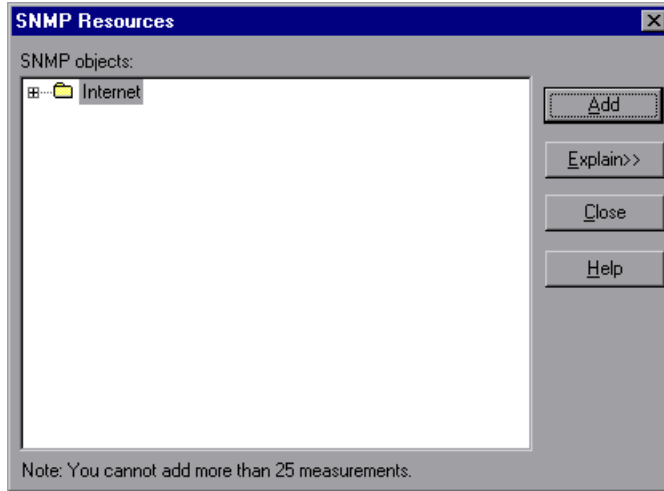 SNMP Resources
SNMP objects:
Internet
Add
Explain>>
Close
Help
Note: You cannot add more than 25 measurements.